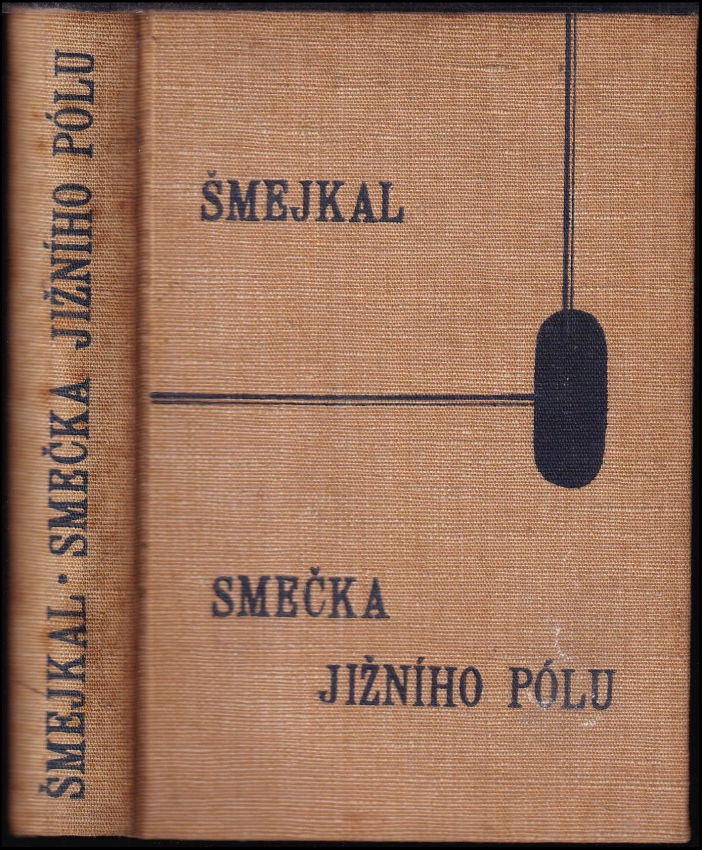 ŠMEJKAL · SMEČKA JIŽNÍHO PÓLU
ŠMEJKAL
SMEČKA
JIŽNÍHO PÓLU